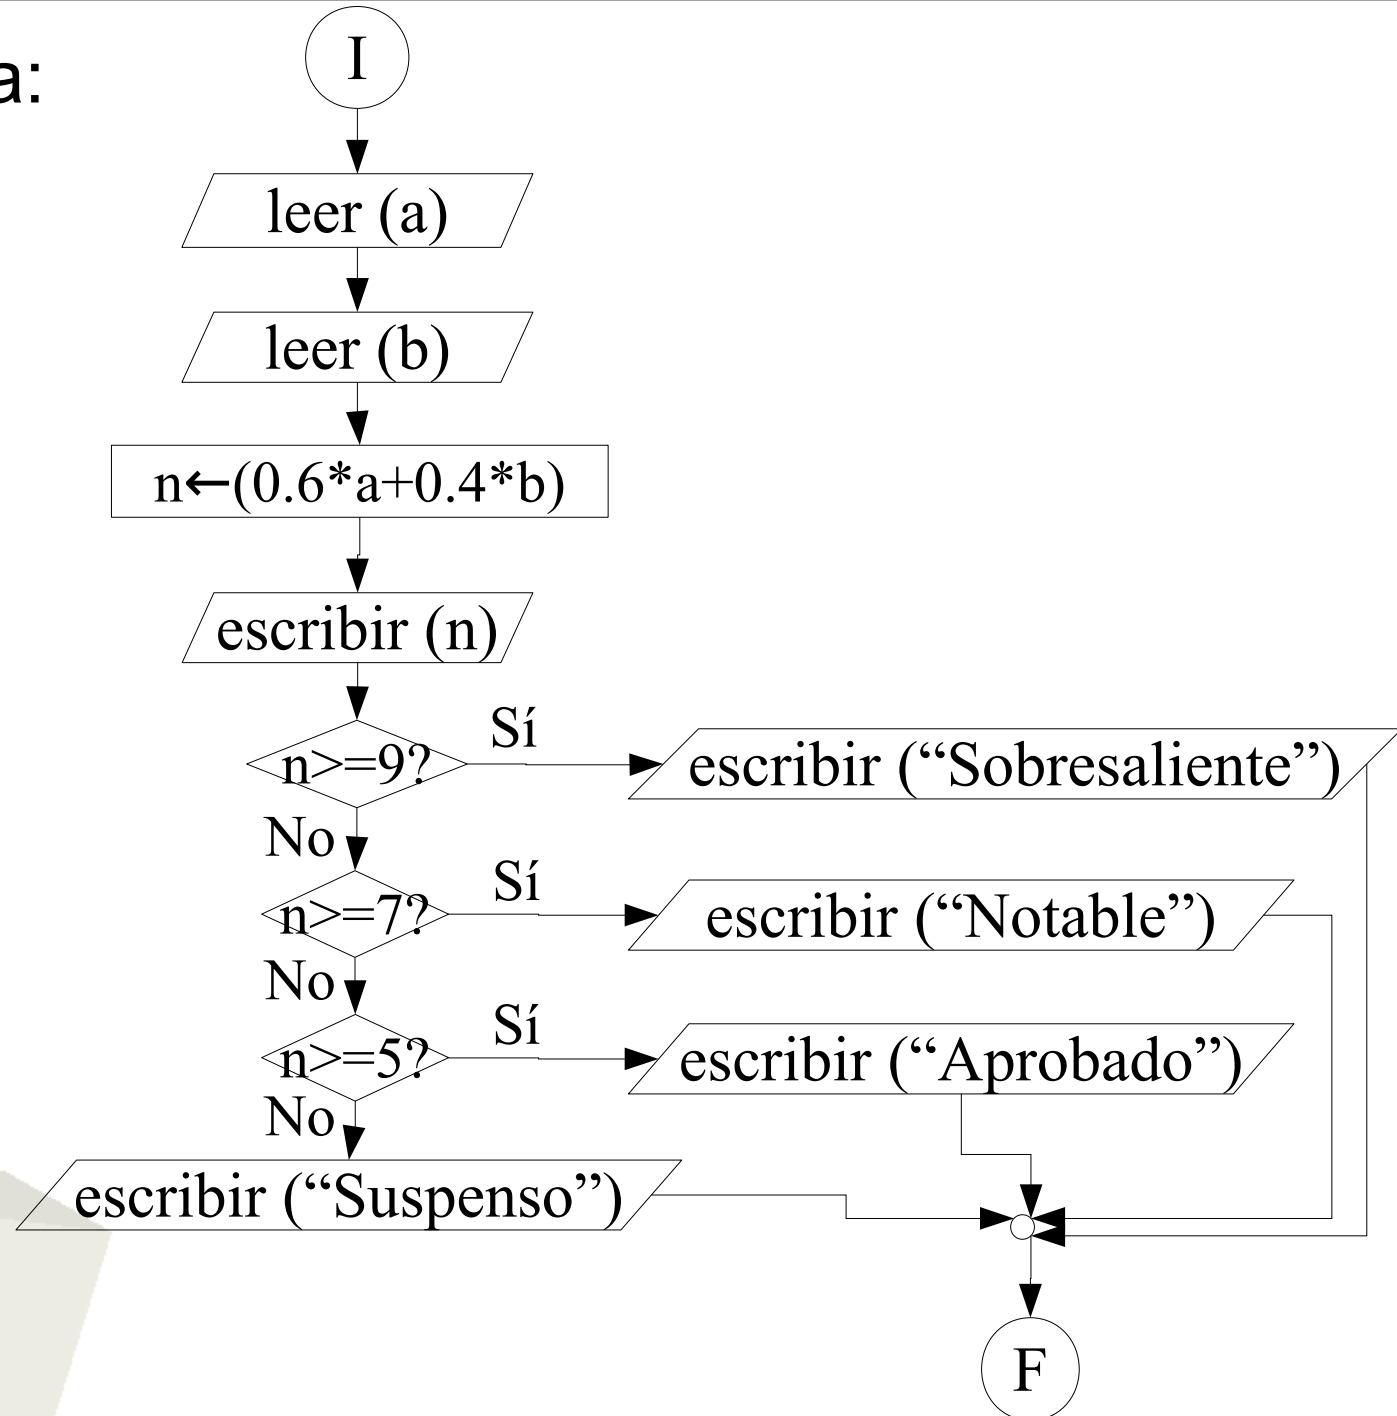 a:
I
leer (a)
leer (b)
n←(0.6*a+0.4*b)
escribir (n)
n>=9?
Sí
escribir (“Sobresaliente”)
No
n>=7?
Sí
escribir (“Notable”)
No
n>=5?
Sí
escribir (“Aprobado”)
No
escribir (“Suspenso”)
F